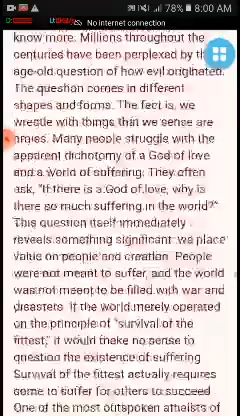 No internet connection
78% 8:00 AM
know more. Millions throughout the
centuries have been perplexed by the
age-old question of how evil originated.
The question comes in different
shapes and forms. The fact is, we
wrestle with things that we sense are
Many people struggle with the
apparent dichotomy of a God of love
and a world of suffering. They often
ask, "If there is a God of love, why is
there so much suffering in the world?"
This question itself immediately
reveals something significant: we place
value on people and creation. People
were not meant to suffer, and the world
was not meant to be filled with war and
disasters. If the world merely operated
on the principle of "survival of the
fittest," it would make no sense to
question the existence of suffering.
Survival of the fittest actually requires
some to suffer for others to succeed.
One of the most outspoken atheists of